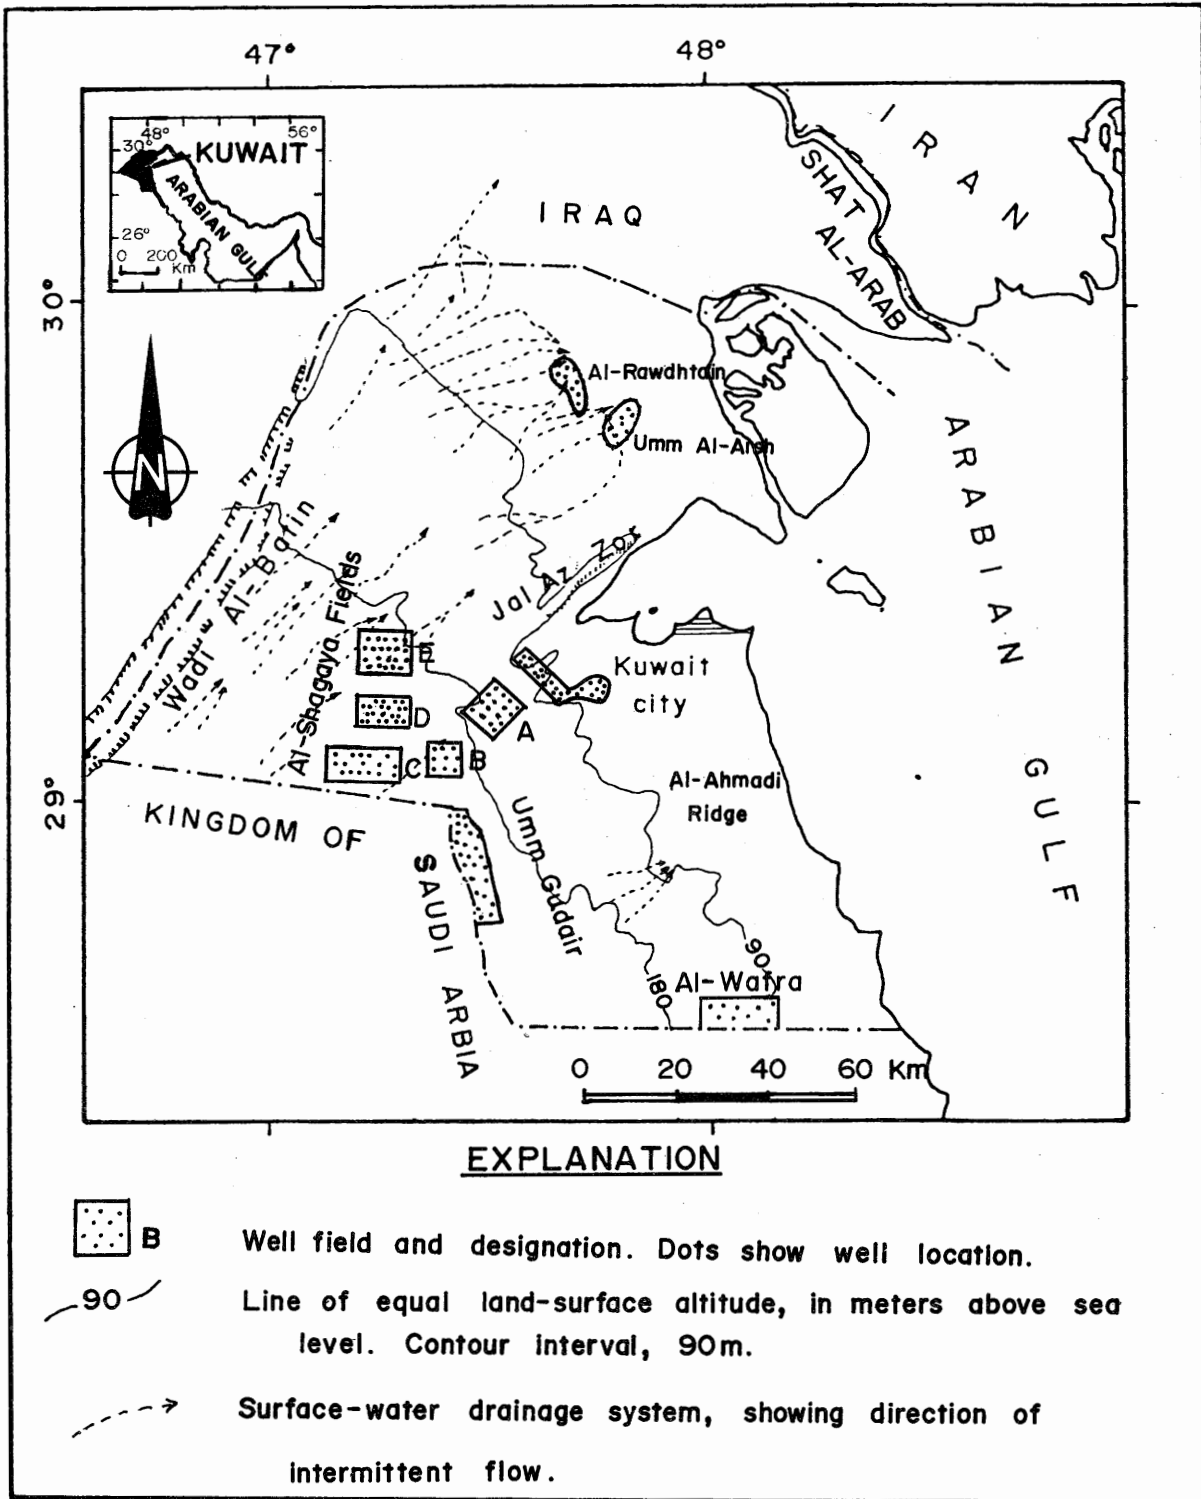 47°
48°
48°
56°
30°
KUWAIT
ARABIAN GULF
26°
0 200
Km
IRAN
SHAT
AL-ARAB
IRAQ
30°
Al-Rawdhtain
Umm Al-Aish
N
ARABIAN
GULF
Wadi Al-Batin
Jal Az Zor
Al-Shagaya Fields
E
D
C
B
A
Kuwait
city
Al-Ahmadi
Ridge
29°
KINGDOM OF
SAUDI ARBIA
Umm Gudair
90
180
Al-Wafra
0 20 40 60 Km
EXPLANATION
B Well field and designation. Dots show well location.
90 Line of equal land-surface altitude, in meters above sea
level. Contour interval, 90m.
Surface-water drainage system, showing direction of
intermittent flow.